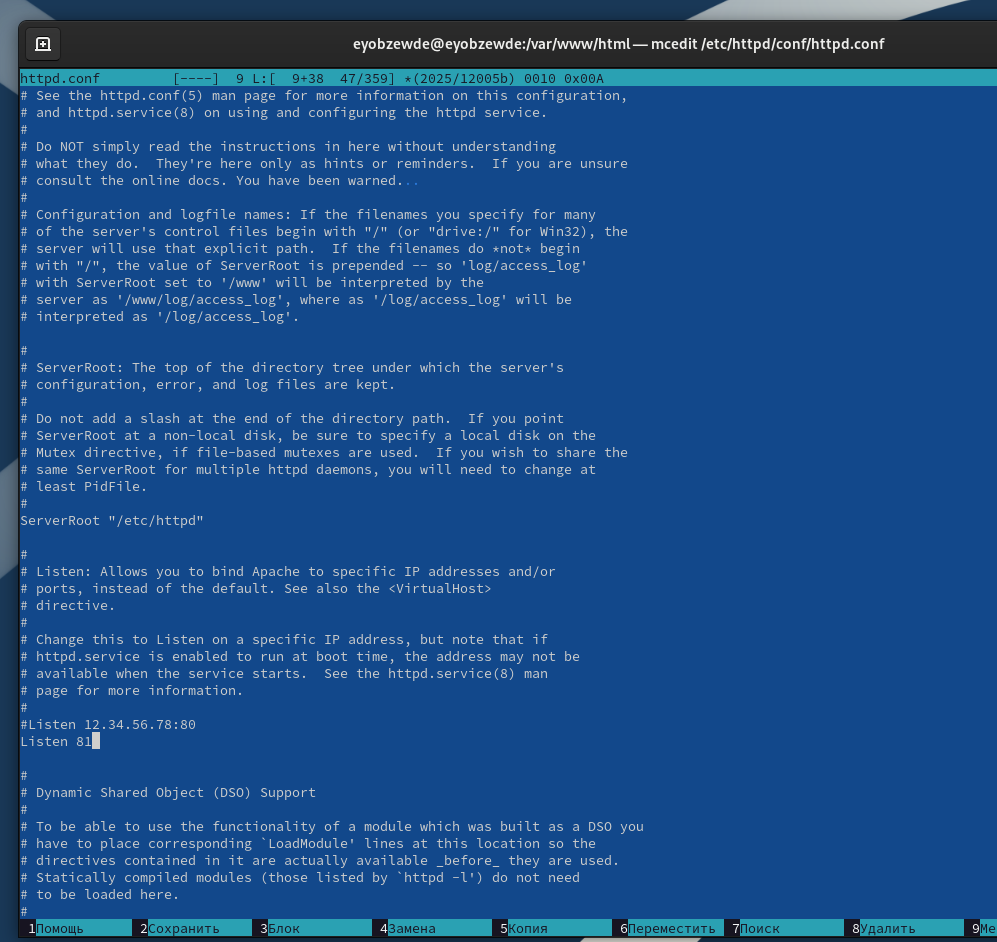 eyobzewde@eyobzewde:/var/www/html — mcedit /etc/httpd/conf/httpd.conf
httpd.conf         [----]  9 L:[  9+38  47/359] *(2025/12005b) 0010 0x00A
# See the httpd.conf(5) man page for more information on this configuration,
# and httpd.service(8) on using and configuring the httpd service.
#
# Do NOT simply read the instructions in here without understanding
# what they do.  They're here only as hints or reminders.  If you are unsure
# consult the online docs. You have been warned...
#
# Configuration and logfile names: If the filenames you specify for many
# of the server's control files begin with "/" (or "drive:/" for Win32), the
# server will use that explicit path.  If the filenames do *not* begin
# with "/", the value of ServerRoot is prepended -- so 'log/access_log'
# with ServerRoot set to '/www' will be interpreted by the
# server as '/www/log/access_log', where as '/log/access_log' will be
# interpreted as '/log/access_log'.
#
# ServerRoot: The top of the directory tree under which the server's
# configuration, error, and log files are kept.
#
# Do not add a slash at the end of the directory path.  If you point
# ServerRoot at a non-local disk, be sure to specify a local disk on the
# Mutex directive, if file-based mutexes are used.  If you wish to share the
# same ServerRoot for multiple httpd daemons, you will need to change at
# least PidFile.
#
ServerRoot "/etc/httpd"
#
# Listen: Allows you to bind Apache to specific IP addresses and/or
# ports, instead of the default. See also the <VirtualHost>
# directive.
#
# Change this to Listen on a specific IP address, but note that if
# httpd.service is enabled to run at boot time, the address may not be
# available when the service starts.  See the httpd.service(8) man
# page for more information.
#
#Listen 12.34.56.78:80
Listen 81
#
# Dynamic Shared Object (DSO) Support
#
# To be able to use the functionality of a module which was built as a DSO you
# have to place corresponding `LoadModule' lines at this location so the
# directives contained in it are actually available _before_ they are used.
# Statically compiled modules (those listed by `httpd -l') do not need
# to be loaded here.
#
1Помощь 2Сохранить 3Блок 4Замена 5Копия 6Переместить 7Поиск 8Удалить 9Ме